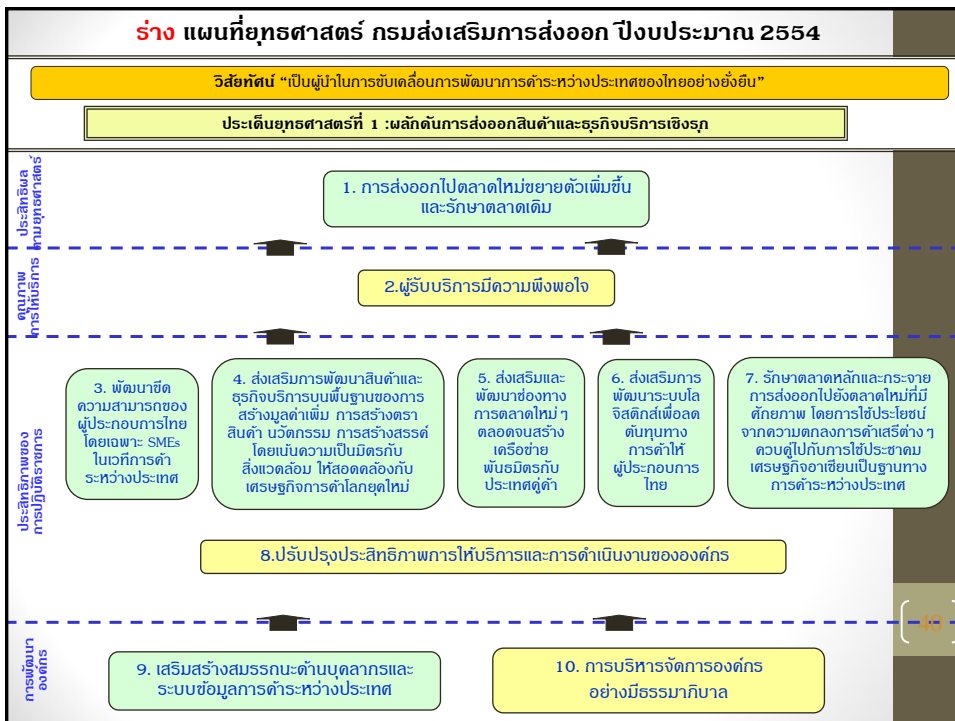 ร่าง แผนที่ยุทธศาสตร์ กรมส่งเสริมการส่งออก ปีงบประมาณ 2554
วิสัยทัศน์ “เป็นผู้นำในการขับเคลื่อนการพัฒนาการค้าระหว่างประเทศของไทยอย่างยั่งยืน”
ประเด็นยุทธศาสตร์ที่ 1 :ผลักดันการส่งออกสินค้าและธุรกิจบริการเชิงรุก
ประสิทธิผล
ตามยุทธศาสตร์
1. การส่งออกไปตลาดใหม่ขยายตัวเพิ่มขึ้น
และรักษาตลาดเดิม
คุณภาพ
การให้บริการ
2.ผู้รับบริการมีความพึงพอใจ
ประสิทธิภาพของ
การปฏิบัติราชการ
3. พัฒนาขีด
ความสามารถของ
ผู้ประกอบการไทย
โดยเฉพาะ SMEs
ในเวทีการค้า
ระหว่างประเทศ
4. ส่งเสริมการพัฒนาสินค้าและ
ธุรกิจบริการบนพื้นฐานของการ
สร้างมูลค่าเพิ่ม การสร้างตรา
สินค้า นวัตกรรม การสร้างสรรค์
โดยเน้นความเป็นมิตรกับ
สิ่งแวดล้อม ให้สอดคล้องกับ
เศรษฐกิจการค้าโลกยุคใหม่
5. ส่งเสริมและ
พัฒนาช่องทาง
การตลาดใหม่ ๆ
ตลอดจนสร้าง
เครือข่าย
พันธมิตรกับ
ประเทศคู่ค้า
6. ส่งเสริมการ
พัฒนาระบบโล
จิสติกส์เพื่อลด
ต้นทุนทาง
การค้าให้
ผู้ประกอบการ
ไทย
7. รักษาตลาดหลักและกระจาย
การส่งออกไปยังตลาดใหม่ที่มี
ศักยภาพ โดยการใช้ประโยชน์
จากความตกลงการค้าเสรีต่าง ๆ
ควบคู่ไปกับการใช้ประชาคม
เศรษฐกิจอาเซียนเป็นฐานทาง
การค้าระหว่างประเทศ
8.ปรับปรุงประสิทธิภาพการให้บริการและการดำเนินงานขององค์กร
40
การพัฒนา
องค์กร
9. เสริมสร้างสมรรถนะด้านบุคลากรและ
ระบบข้อมูลการค้าระหว่างประเทศ
10. การบริหารจัดการองค์กร
อย่างมีธรรมาภิบาล